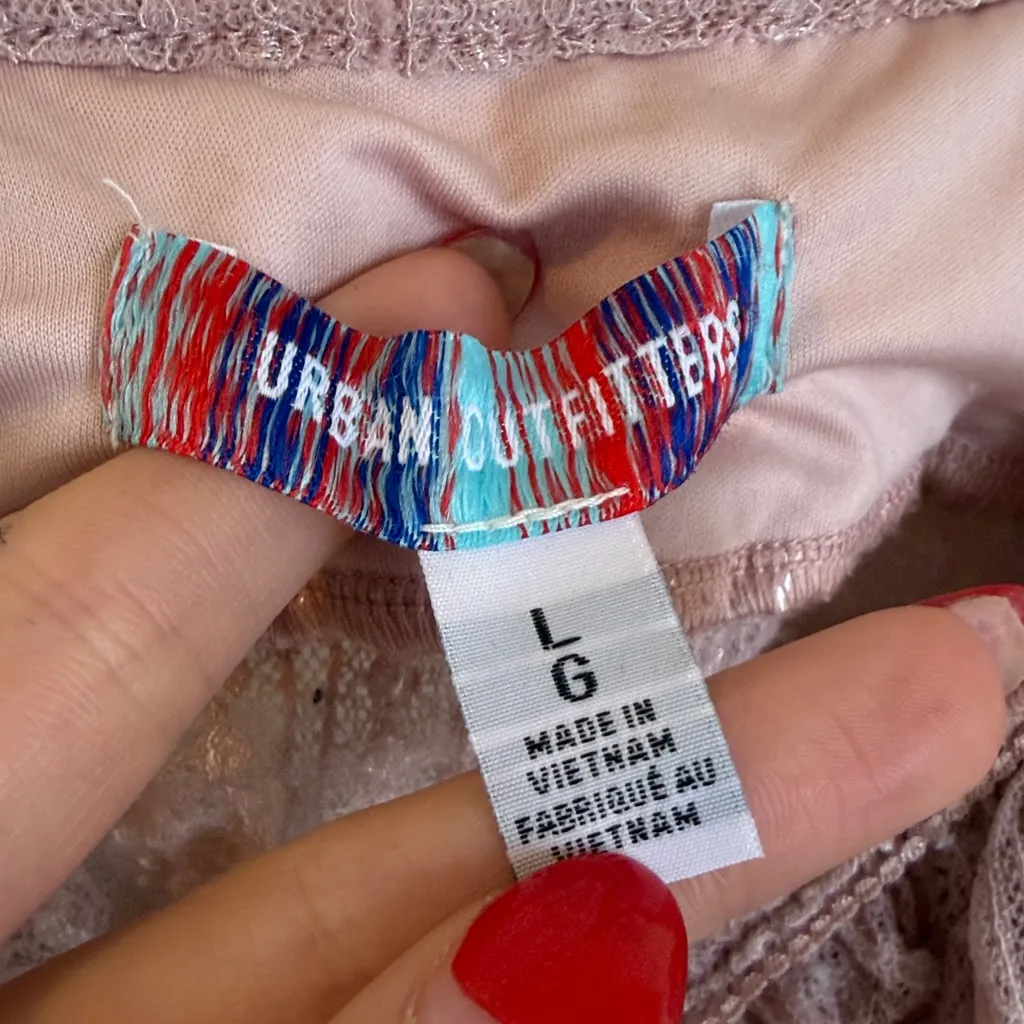 URBAN OUTFITTERS
L
G
MADE IN
VIETNAM
FABRIQUÉ AU
VIETNAM